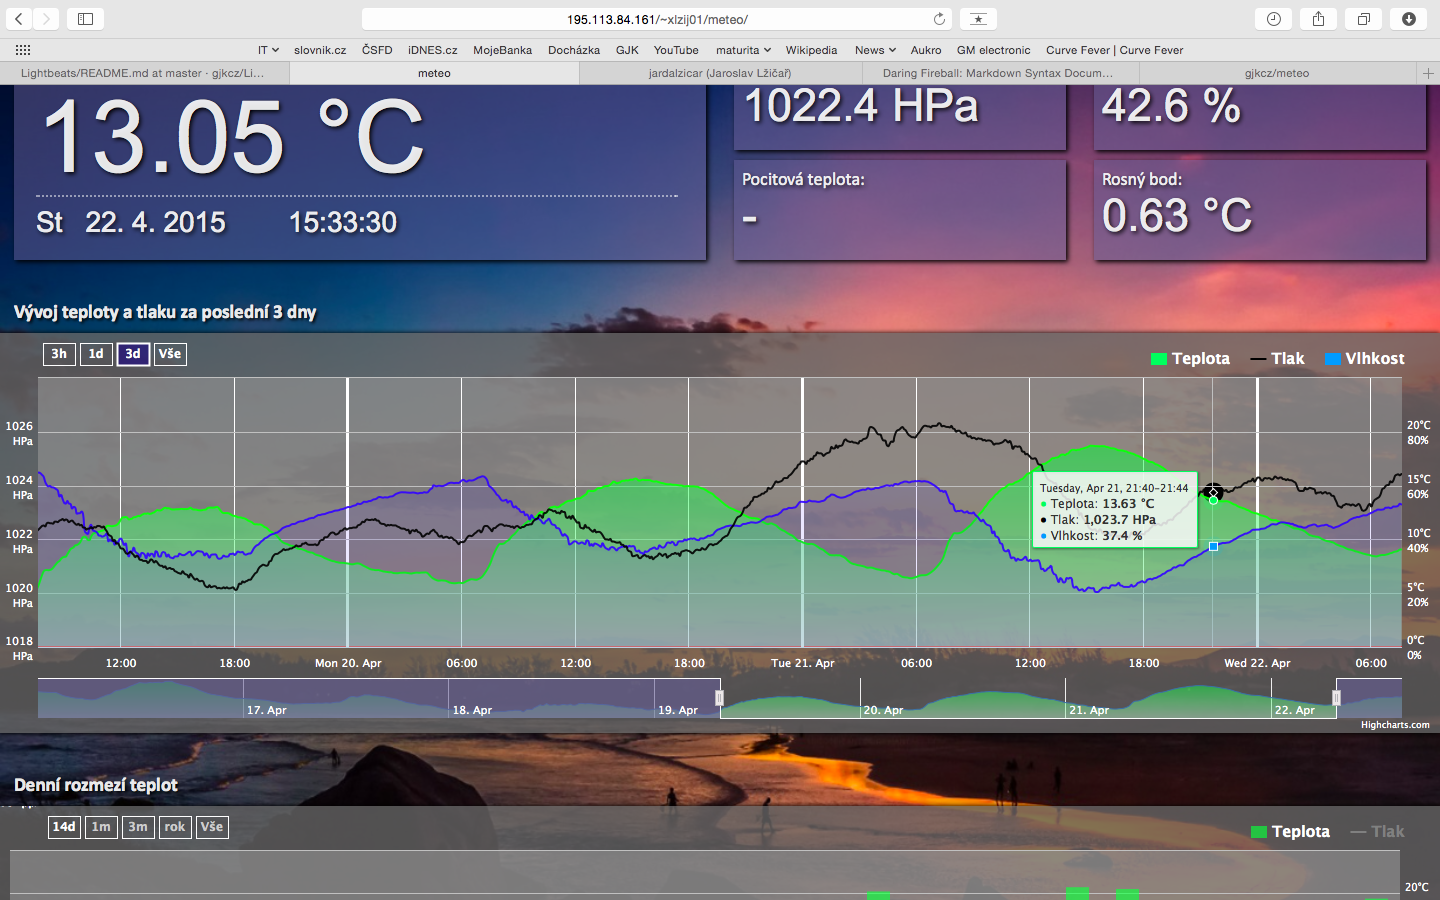 195.113.84.161/~xlzij01/meteo/
IT slovnik.cz ČSFD iDNES.cz MojeBanka Docházka GJK YouTube maturita Wikipedia News Aukro GM electronic Curve Fever | Curve Fever
Lightbeats/README.md at master · gjkcz/Li... meteo jardalzicar (Jaroslav Lžičař) Daring Fireball: Markdown Syntax Docum... gjkcz/meteo
13.05 °C
St 22. 4. 2015 15:33:30
1022.4 HPa
42.6 %
Pocitová teplota:
-
Rosný bod:
0.63 °C
Vývoj teploty a tlaku za poslední 3 dny
3h 1d 3d Vše
Teplota Tlak Vlhkost
1026
HPa
1024
HPa
1022
HPa
1020
HPa
1018
HPa
20°C
80%
15°C
60%
10°C
40%
5°C
20%
0°C
0%
Tuesday, Apr 21, 21:40-21:44
Teplota: 13.63 °C
Tlak: 1,023.7 HPa
Vlhkost: 37.4 %
12:00 18:00 Mon 20. Apr 06:00 12:00 18:00 Tue 21. Apr 06:00 12:00 18:00 Wed 22. Apr 06:00
17. Apr 18. Apr 19. Apr 20. Apr 21. Apr 22. Apr
Highcharts.com
Denní rozmezí teplot
14d 1m 3m rok Vše
Teplota Tlak
20°C